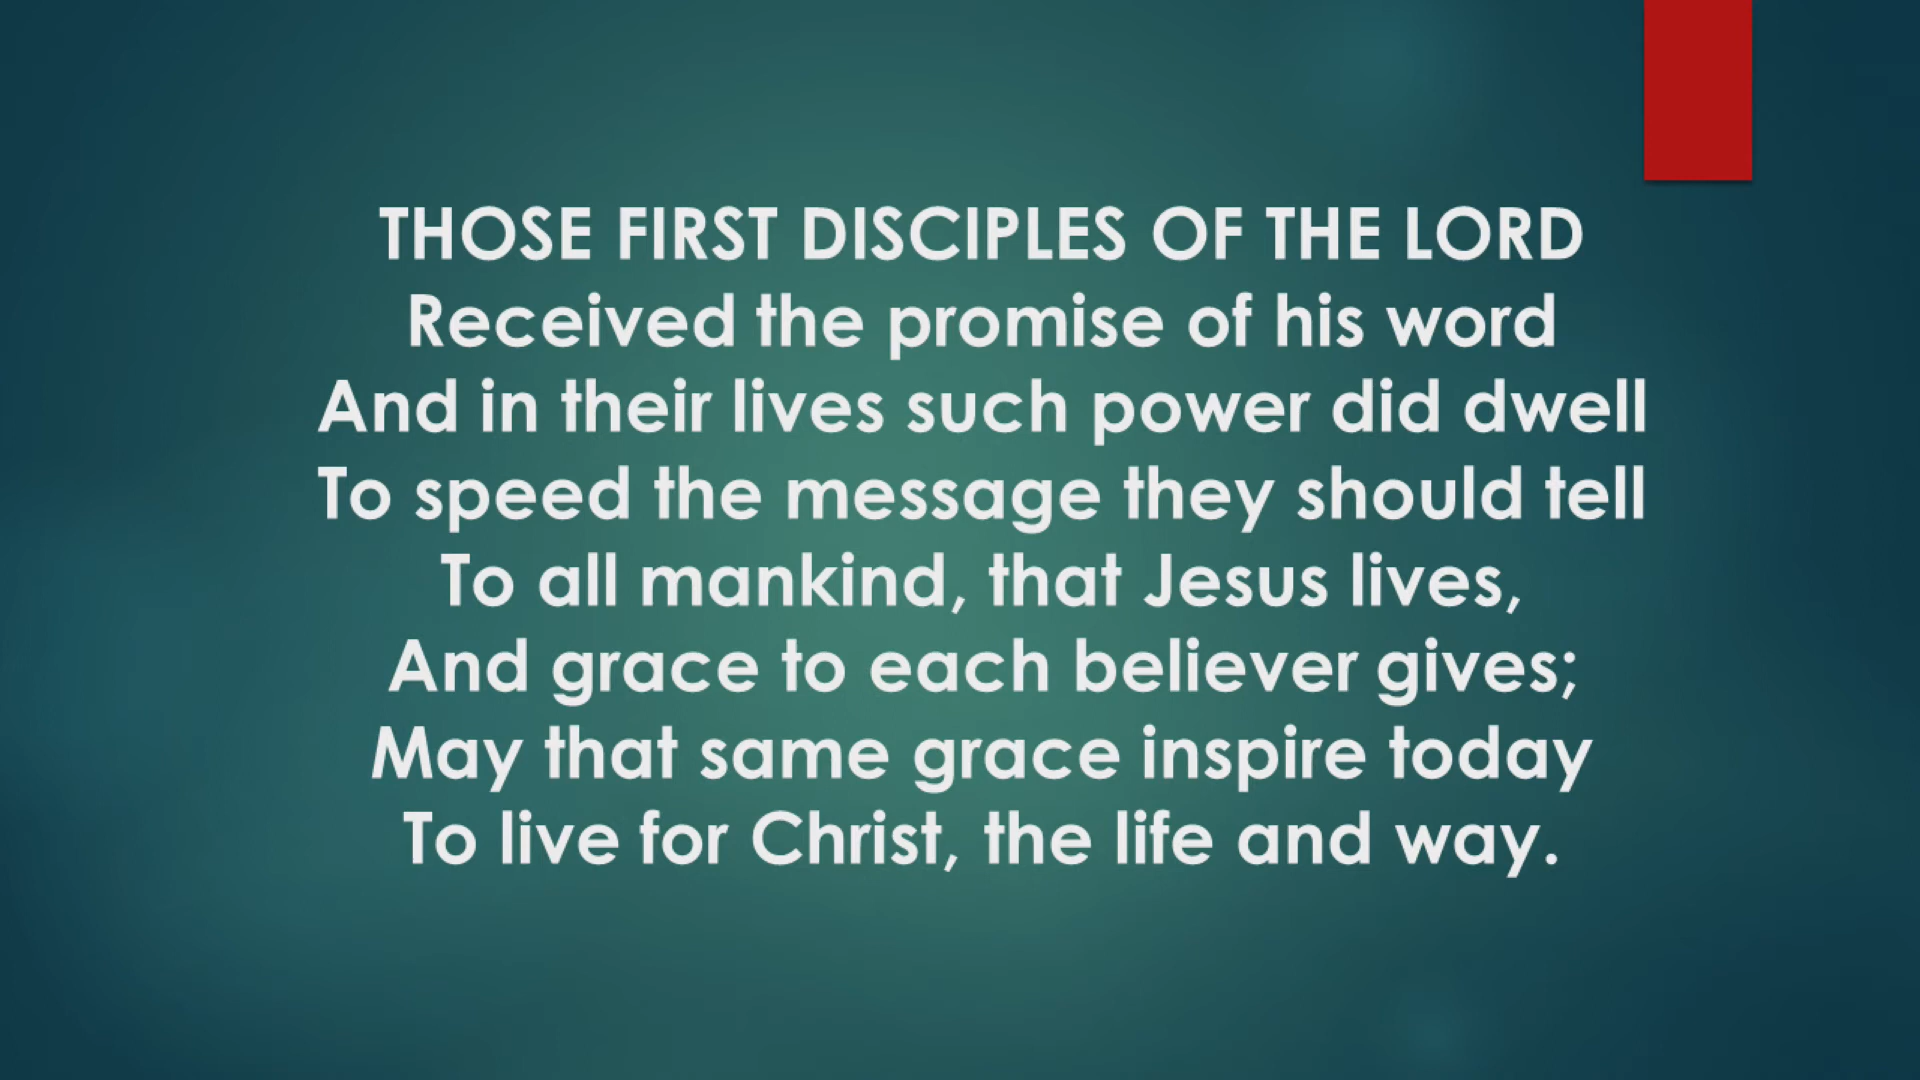 THOSE FIRST DISCIPLES OF THE LORD
Received the promise of his word
And in their lives such power did dwell
To speed the message they should tell
To all mankind, that Jesus lives,
And grace to each believer gives;
May that same grace inspire today
To live for Christ, the life and way.